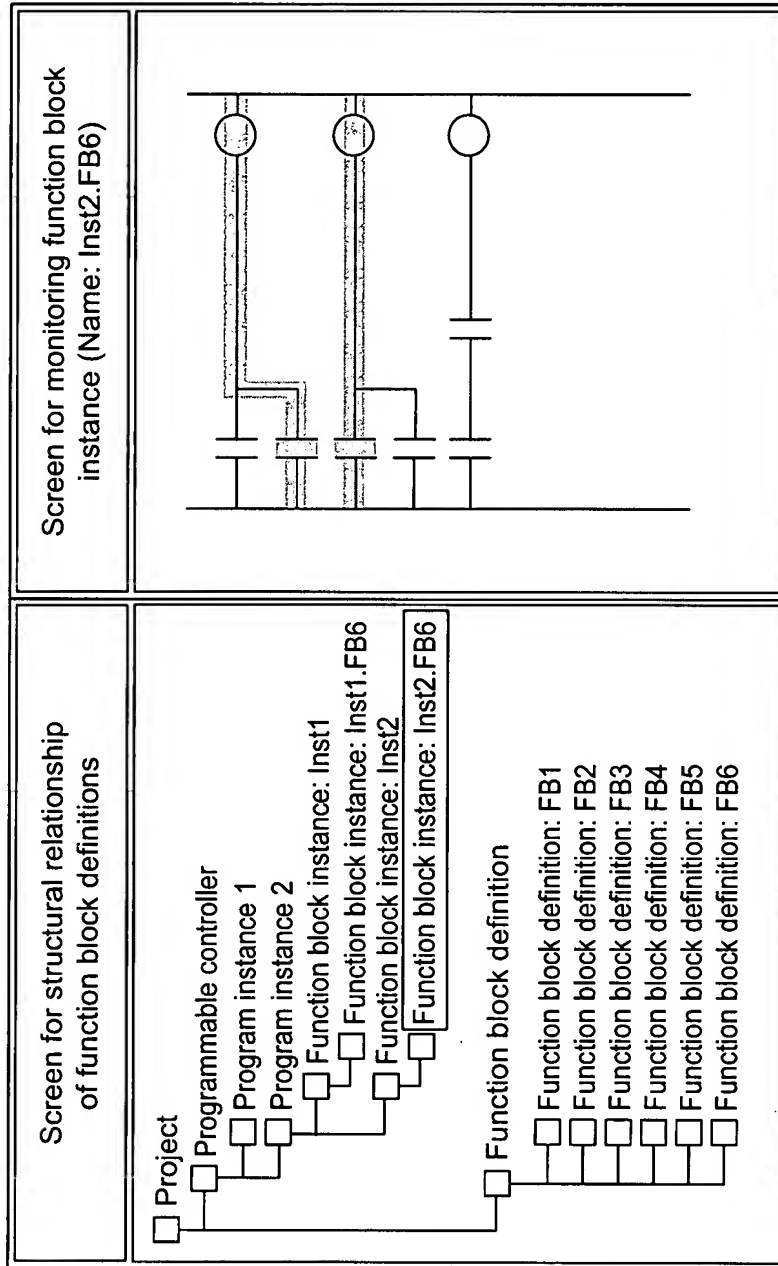 Screen for structural relationship
of function block definitions
Project
Programmable controller
Program instance 1
Program instance 2
Function block instance: Inst1
Function block instance: Inst1.FB6
Function block instance: Inst2
Function block instance: Inst2.FB6
Function block definition
Function block definition: FB1
Function block definition: FB2
Function block definition: FB3
Function block definition: FB4
Function block definition: FB5
Function block definition: FB6
Screen for monitoring function block
instance (Name: Inst2.FB6)